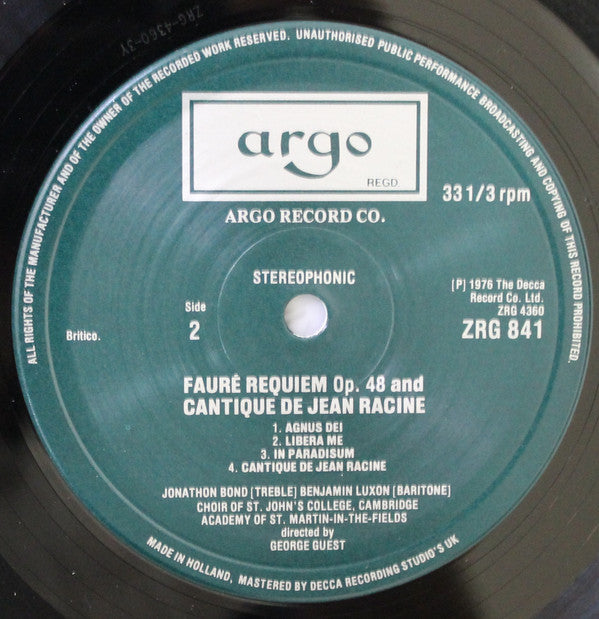 ZRG-4360-3Y
ALL RIGHTS OF THE MANUFACTURER AND OF THE OWNER OF THE RECORDED WORK RESERVED. UNAUTHORISED PUBLIC PERFORMANCE BROADCASTING AND COPYING OF THIS RECORD PROHIBITED.
argo
REGD.
33 1/3 rpm
ARGO RECORD CO.
STEREOPHONIC
[P] 1976 The Decca
Record Co. Ltd.
ZRG 4360
ZRG 841
Side
2
Britico.
FAURÊ REQUIEM Op. 48 and
CANTIQUE DE JEAN RACINE
1. AGNUS DEI
2. LIBERA ME
3. IN PARADISUM
4. CANTIQUE DE JEAN RACINE
JONATHON BOND [TREBLE] BENJAMIN LUXON [BARITONE]
CHOIR OF ST. JOHN'S COLLEGE, CAMBRIDGE
ACADEMY OF ST. MARTIN-IN-THE-FIELDS
directed by
GEORGE GUEST
MADE IN HOLLAND, MASTERED BY DECCA RECORDING STUDIO'S UK